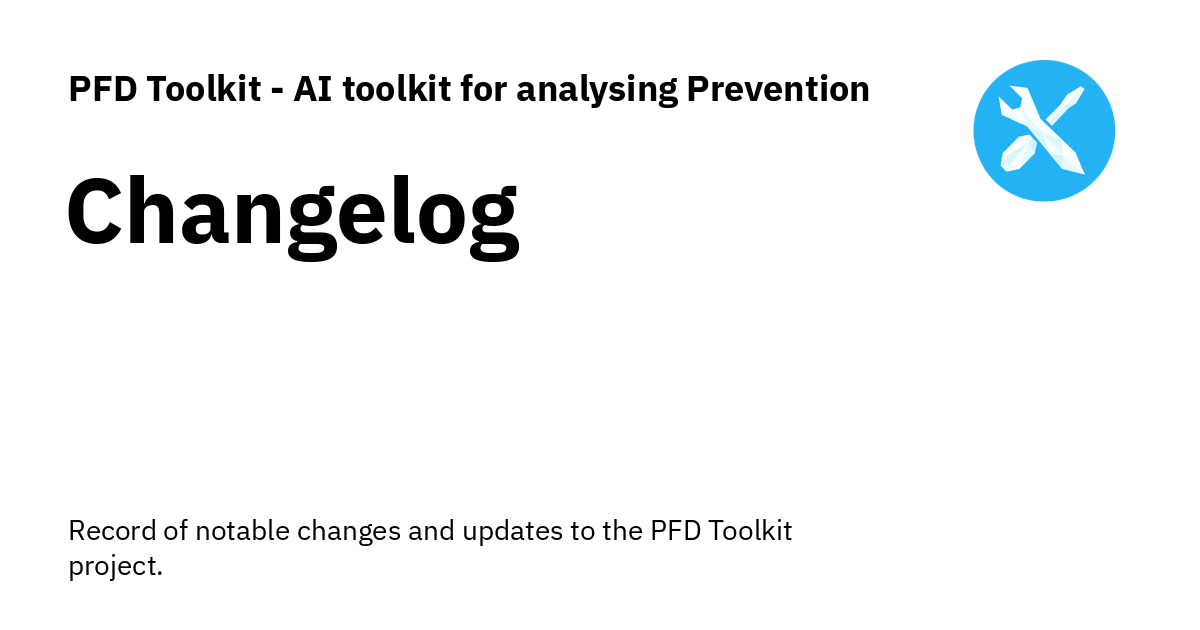 PFD Toolkit - AI toolkit for analysing Prevention
Changelog
Record of notable changes and updates to the PFD Toolkit
project.